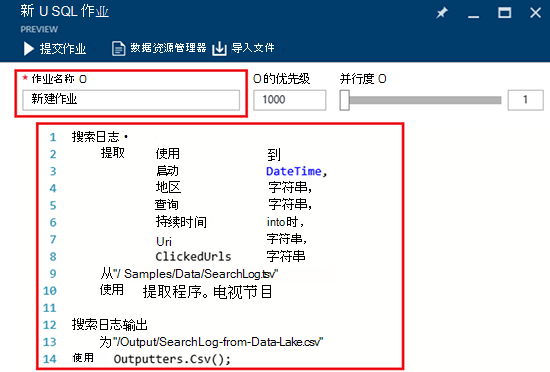 新 U SQL 作业
PREVIEW
提交作业 数据资源管理器 导入文件
* 作业名称 O O的优先级 并行度 O
新建作业 1000 1
1 搜索日志·
2 提取 使用 到
3 启动 DateTime,
4 地区 字符串，
5 查询 字符串，
6 持续时间 into时，
7 Uri 字符串，
8 ClickedUrls 字符串
9 从"/ Samples/Data/SearchLog.tsv"
10 使用 提取程序。电视节目
11
12 搜索日志输出
13 为"/Output/SearchLog-from-Data-Lake.csv"
14 使用 Outputters.Csv();